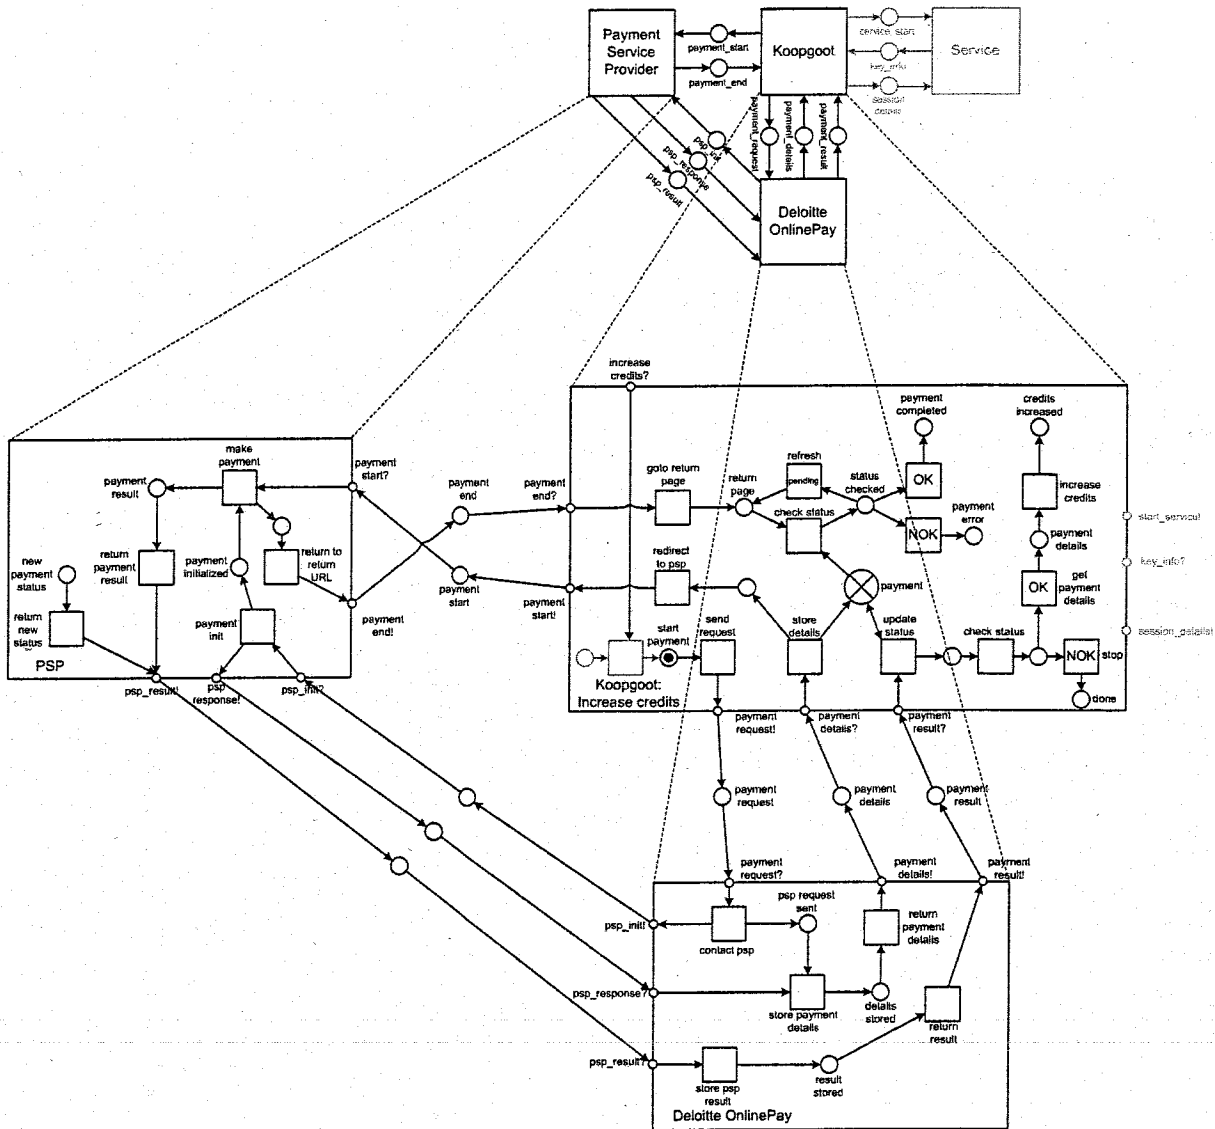 Payment
Service
Provider
payment_start
payment_end
Koopgoot
service_start
key_info
session
details
Service
payment_request
payment_details
payment_result
psp_init
psp_response
psp_result
Deloitte
OnlinePay
increase
credits?
payment
completed
credits
increased
make
payment
payment
result
payment
start?
payment
end
payment
end?
goto return
page
return
page
refresh
pending
status
checked
OK
increase
credits
check status
NOK
payment
error
start_service!
new
payment
status
return
payment
result
payment
initialized
return to
return
URL
redirect
to psp
payment
details
key_info?
payment
start
payment
start!
payment
OK
get
payment
details
return
new
status
payment
init
payment
end!
start
payment
send
request
store
details
update
status
check status
NOK
stop
session_details!
PSP
Koopgoot:
Increase credits
done
psp_result!
psp
response!
psp_init?
payment
request!
payment
details?
payment
result?
payment
request
payment
details
payment
result
payment
request?
payment
details!
payment
result!
psp_init!
contact psp
psp request
sent
return
payment
details
psp_response?
store payment
details
details
stored
return
result
psp_result?
store psp
result
result
stored
Deloitte OnlinePay